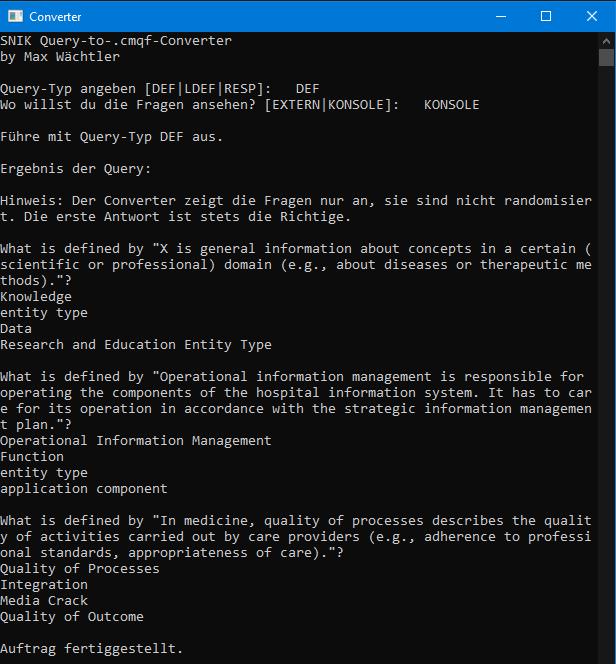 Converter
SNIK Query-to-.cmqf-Converter
by Max Wächtler
Query-Typ angeben [DEF|LDEF|RESP]:   DEF
Wo willst du die Fragen ansehen? [EXTERN|KONSOLE]:   KONSOLE
Führe mit Query-Typ DEF aus.
Ergebnis der Query:
Hinweis: Der Converter zeigt die Fragen nur an, sie sind nicht randomisier
t. Die erste Antwort ist stets die Richtige.
What is defined by "X is general information about concepts in a certain (
scientific or professional) domain (e.g., about diseases or therapeutic me
thods)."?
Knowledge
entity type
Data
Research and Education Entity Type
What is defined by "Operational information management is responsible for
operating the components of the hospital information system. It has to car
e for its operation in accordance with the strategic information managemen
t plan."?
Operational Information Management
Function
entity type
application component
What is defined by "In medicine, quality of processes describes the qualit
y of activities carried out by care providers (e.g., adherence to professi
onal standards, appropriateness of care)."?
Quality of Processes
Integration
Media Crack
Quality of Outcome
Auftrag fertiggestellt.